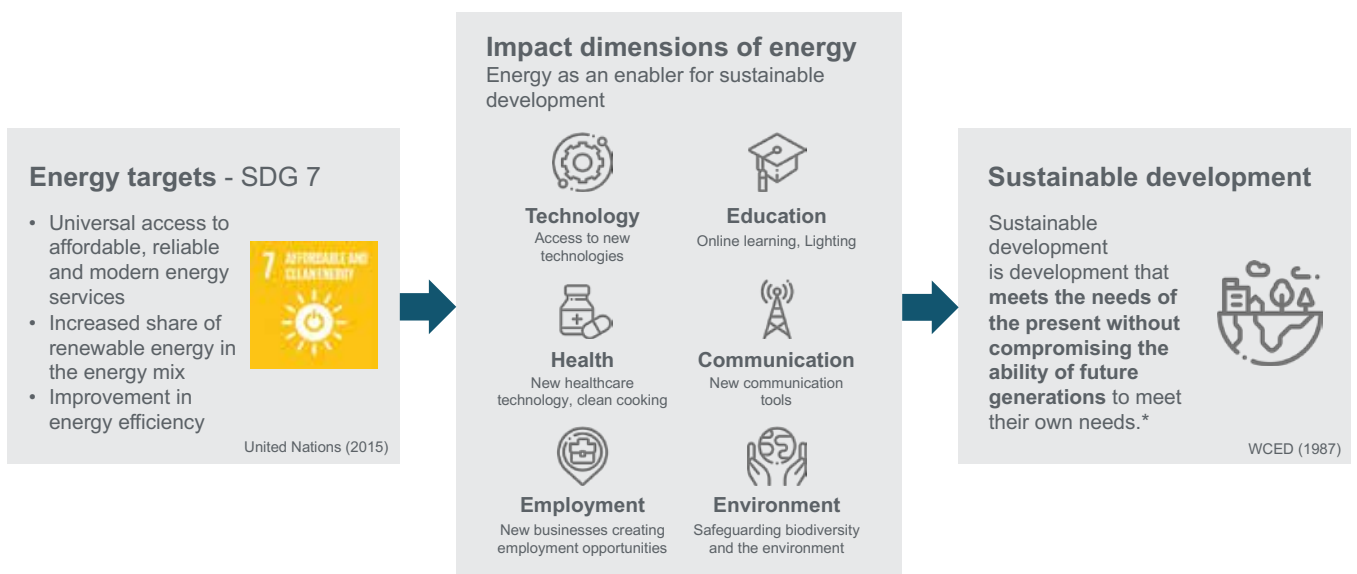 Energy targets - SDG 7
• Universal access to
affordable, reliable
and modern energy
services
• Increased share of
renewable energy in
the energy mix
• Improvement in
energy efficiency
7 AFFORDABLE AND
CLEAN ENERGY
United Nations (2015)
Impact dimensions of energy
Energy as an enabler for sustainable
development
Technology
Access to new
technologies
Education
Online learning, Lighting
Health
New healthcare
technology, clean cooking
Communication
New communication
tools
Employment
New businesses creating
employment opportunities
Environment
Safeguarding biodiversity
and the environment
Sustainable development
Sustainable
development
is development that
meets the needs of
the present without
compromising the
ability of future
generations to meet
their own needs.*
WCED (1987)